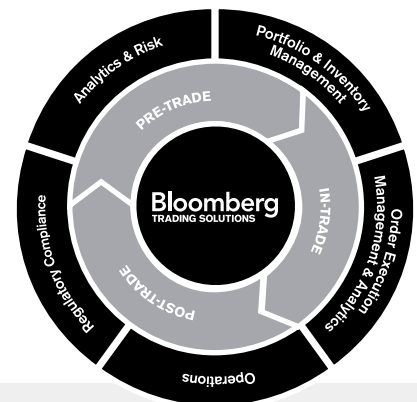 Analytics & Risk
Portfolio & Inventory
Management
Order Execution
Management & Analytics
Operations
Regulatory Compliance
PRE-TRADE
IN-TRADE
POST-TRADE
Bloomberg
TRADING SOLUTIONS